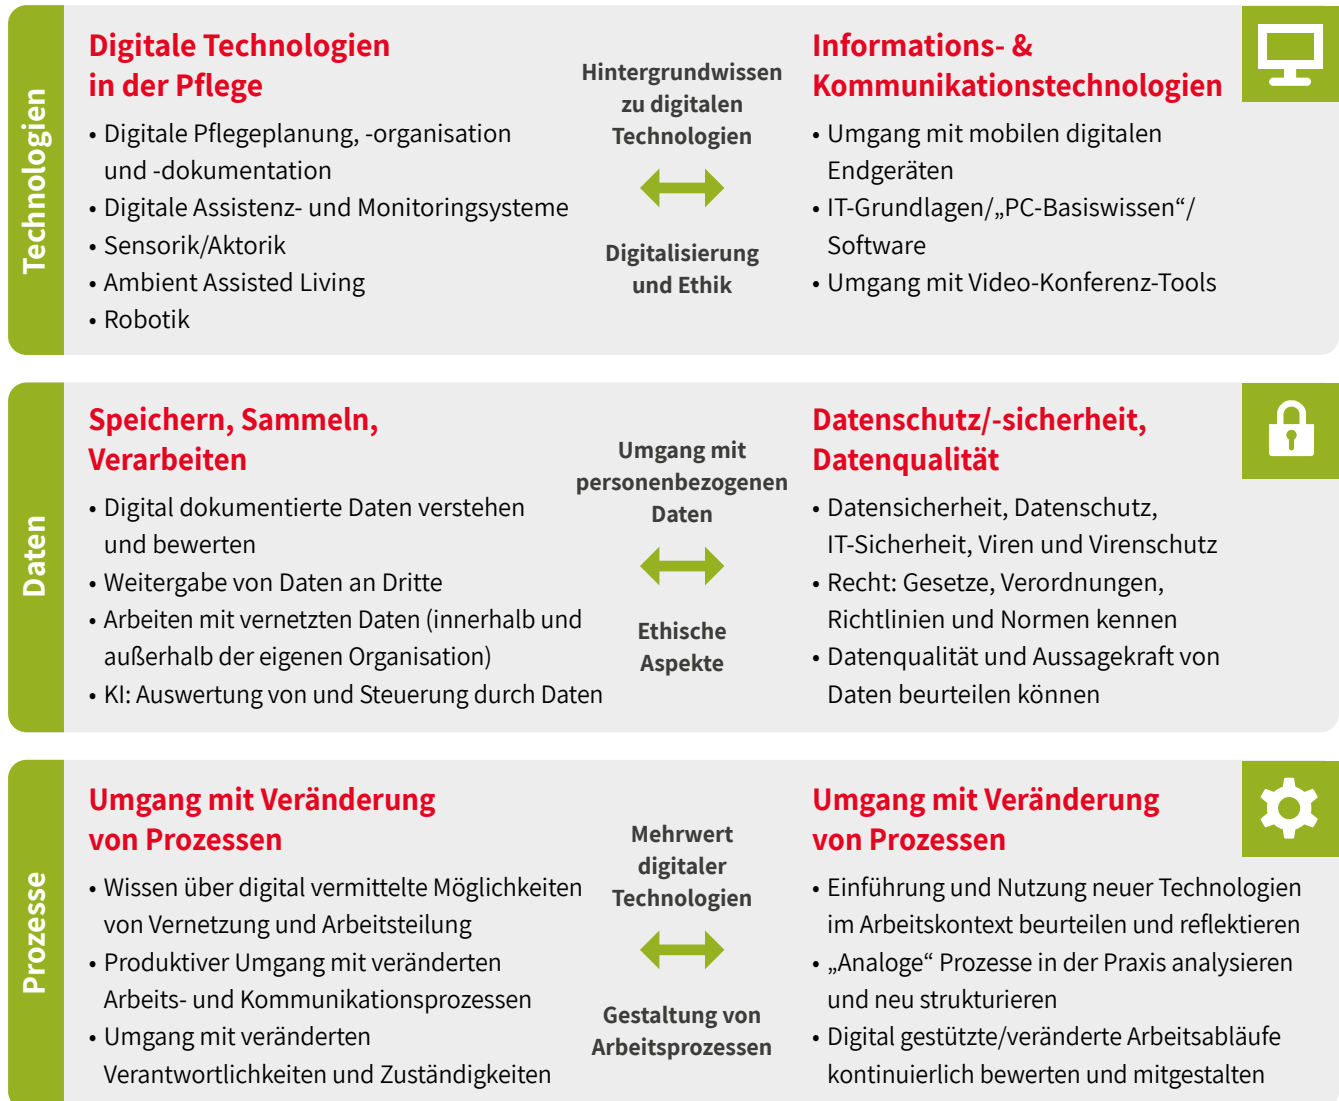 Technologien
Digitale Technologien
in der Pflege
• Digitale Pflegeplanung, -organisation
und -dokumentation
• Digitale Assistenz- und Monitoringsysteme
• Sensorik/Aktorik
• Ambient Assisted Living
• Robotik
Hintergrundwissen
zu digitalen
Technologien
Digitalisierung
und Ethik
Informations- &
Kommunikationstechnologien
• Umgang mit mobilen digitalen
Endgeräten
• IT-Grundlagen/„PC-Basiswissen“/
Software
• Umgang mit Video-Konferenz-Tools
Daten
Speichern, Sammeln,
Verarbeiten
• Digital dokumentierte Daten verstehen
und bewerten
• Weitergabe von Daten an Dritte
• Arbeiten mit vernetzten Daten (innerhalb und
außerhalb der eigenen Organisation)
• KI: Auswertung von und Steuerung durch Daten
Umgang mit
personenbezogenen
Daten
Ethische
Aspekte
Datenschutz/-sicherheit,
Datenqualität
• Datensicherheit, Datenschutz,
IT-Sicherheit, Viren und Virenschutz
• Recht: Gesetze, Verordnungen,
Richtlinien und Normen kennen
• Datenqualität und Aussagekraft von
Daten beurteilen können
Prozesse
Umgang mit Veränderung
von Prozessen
• Wissen über digital vermittelte Möglichkeiten
von Vernetzung und Arbeitsteilung
• Produktiver Umgang mit veränderten
Arbeits- und Kommunikationsprozessen
• Umgang mit veränderten
Verantwortlichkeiten und Zuständigkeiten
Mehrwert
digitaler
Technologien
Gestaltung von
Arbeitsprozessen
Umgang mit Veränderung
von Prozessen
• Einführung und Nutzung neuer Technologien
im Arbeitskontext beurteilen und reflektieren
• „Analoge“ Prozesse in der Praxis analysieren
und neu strukturieren
• Digital gestützte/veränderte Arbeitsabläufe
kontinuierlich bewerten und mitgestalten